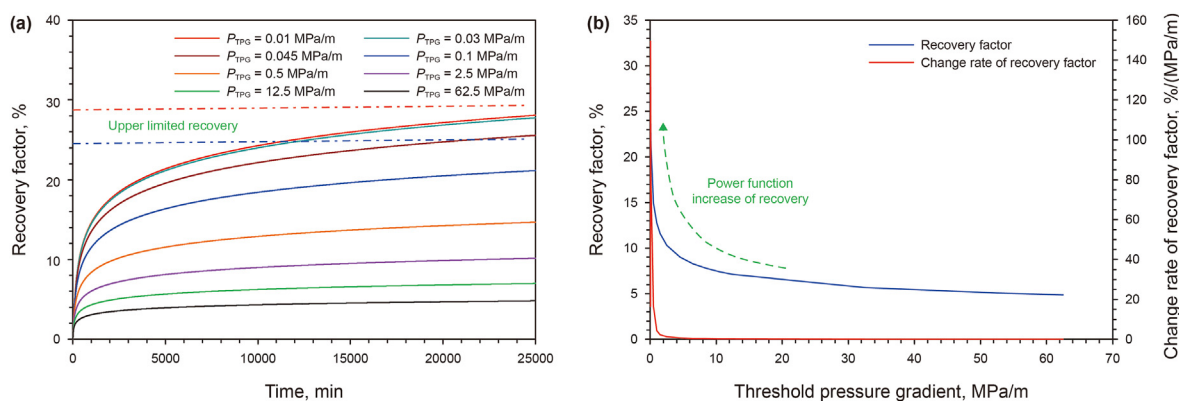 (a)
40
30
20
10
0
Recovery factor, %
P_TPG = 0.01 MPa/m
P_TPG = 0.03 MPa/m
P_TPG = 0.045 MPa/m
P_TPG = 0.1 MPa/m
P_TPG = 0.5 MPa/m
P_TPG = 2.5 MPa/m
P_TPG = 12.5 MPa/m
P_TPG = 62.5 MPa/m
Upper limited recovery
0
5000
10000
15000
20000
25000
Time, min
(b)
35
30
25
20
15
10
5
0
Recovery factor, %
Recovery factor
Change rate of recovery factor
Power function
increase of recovery
160
140
120
100
80
60
40
20
0
Change rate of recovery factor, %/(MPa/m)
0
10
20
30
40
50
60
70
Threshold pressure gradient, MPa/m